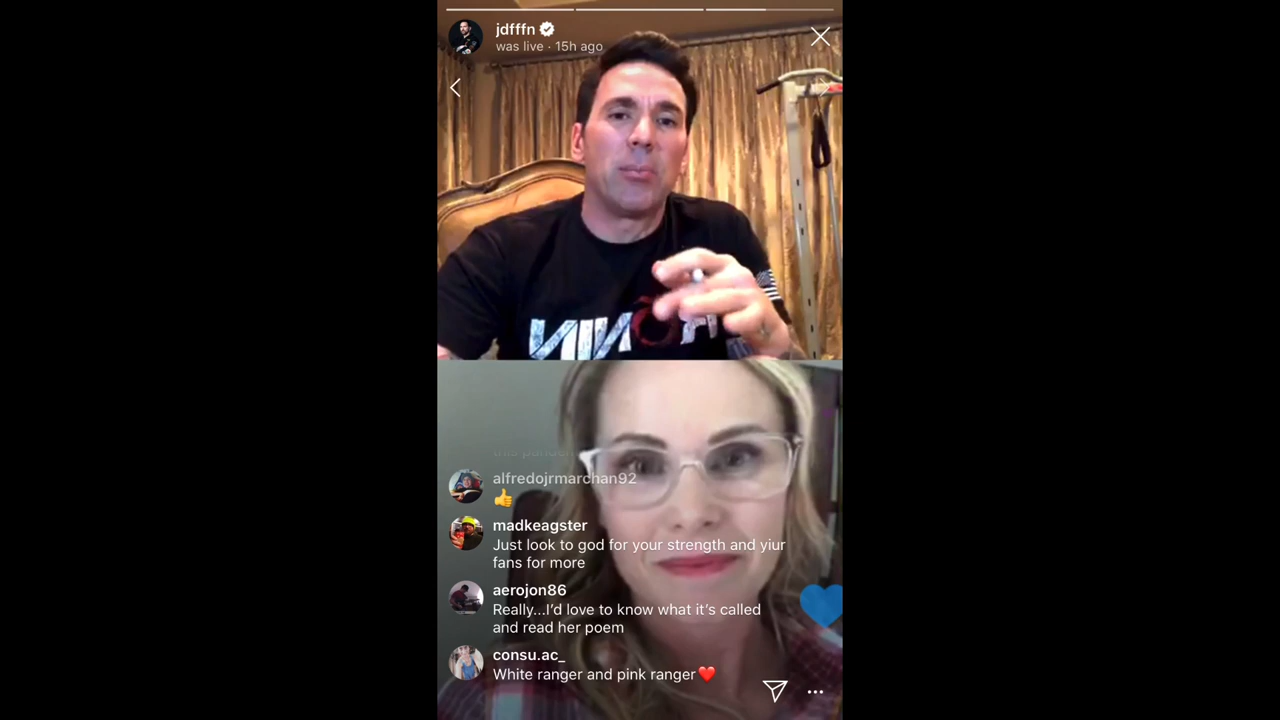 jdfffn
was live · 15h ago
this pandem
alfredojrmarchan92
👍
madkeagster
Just look to god for your strength and yiur
fans for more
aerojon86
Really...I'd love to know what it's called
and read her poem
consu.ac_
White ranger and pink ranger❤️